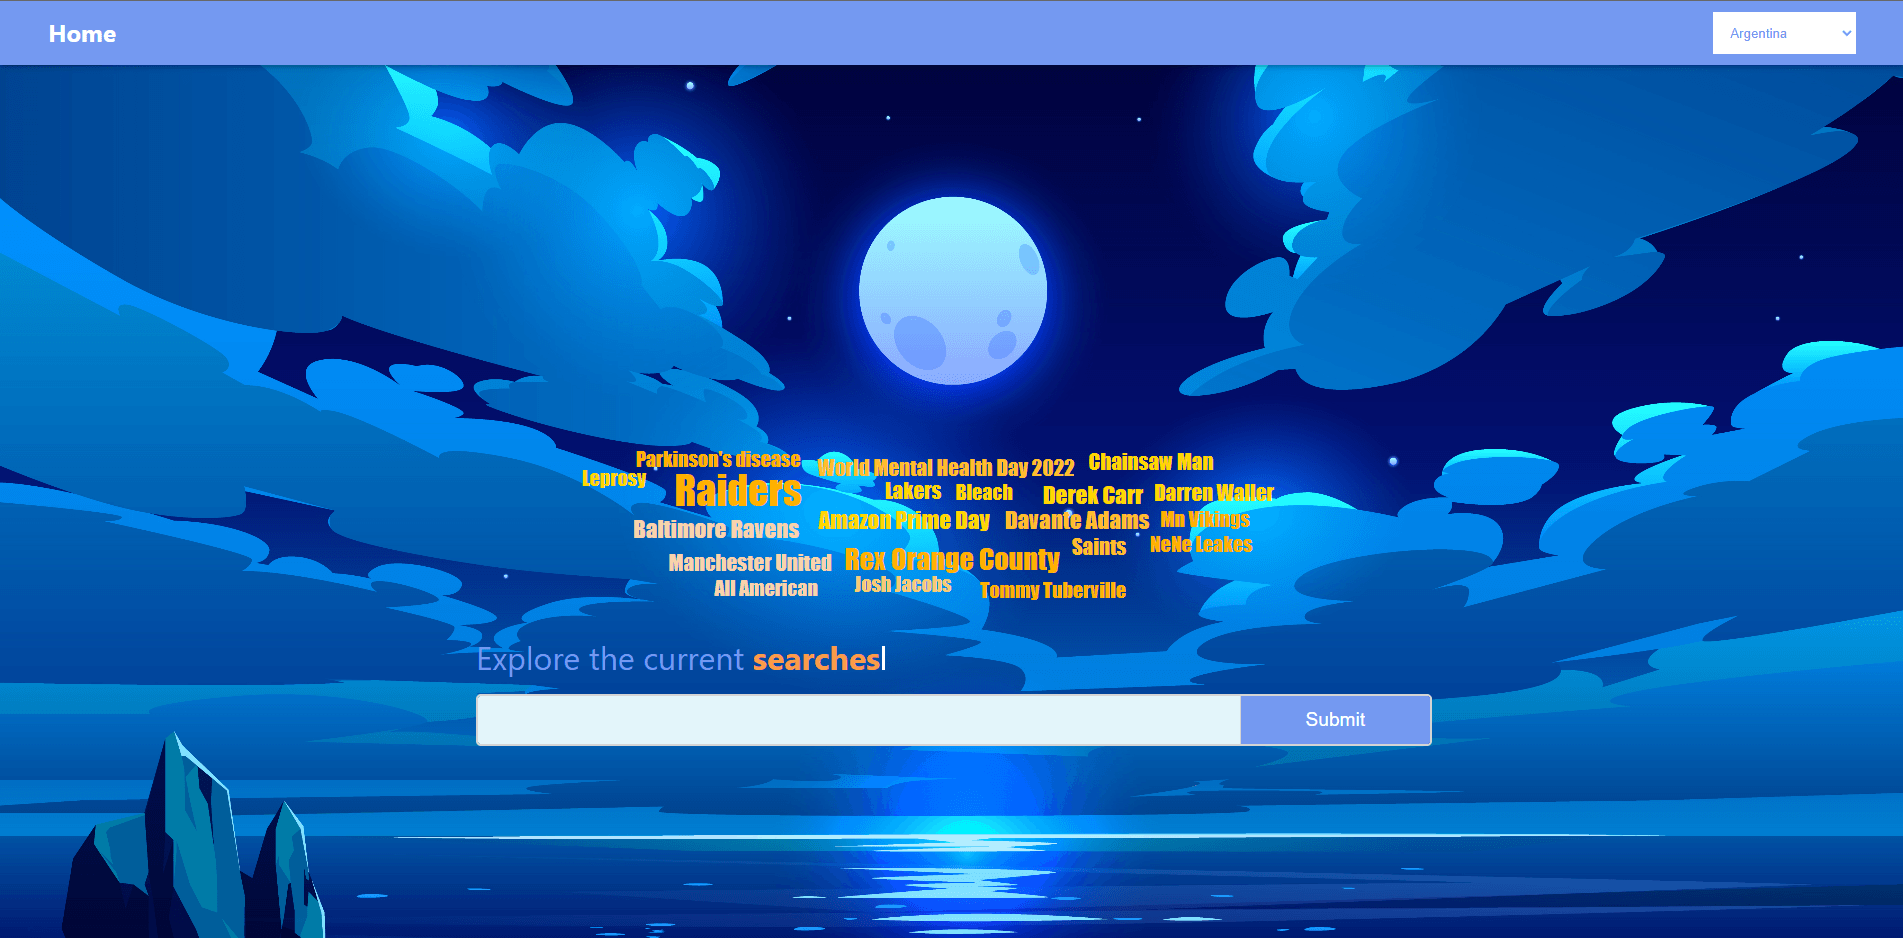 Home
Argentina
Parkinson's disease
World Mental Health Day 2022
Chainsaw Man
Leprosy
Raiders
Lakers
Bleach
Derek Carr
Darren Waller
Baltimore Ravens
Amazon Prime Day
Davante Adams
Mn Vikings
Saints
NeNe Leakes
Manchester United
Rex Orange County
All American
Josh Jacobs
Tommy Tuberville
Explore the current searches
Submit